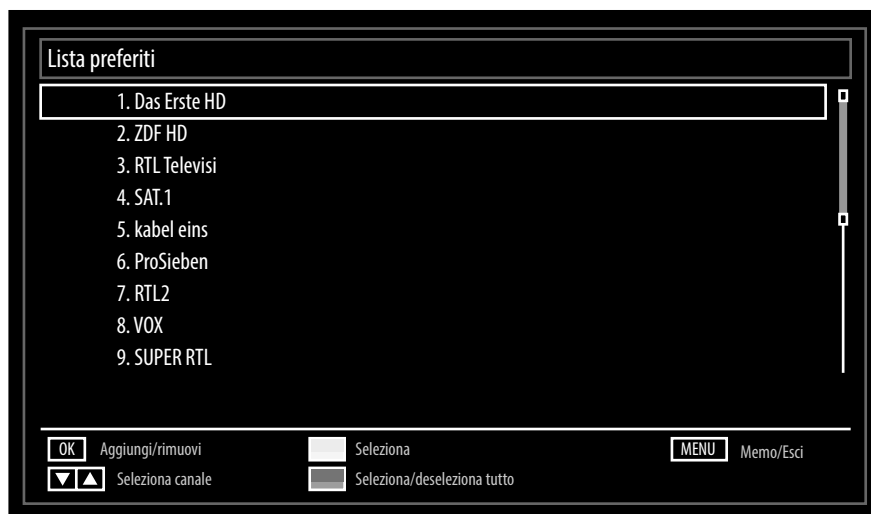 Lista preferiti
1. Das Erste HD
2. ZDF HD
3. RTL Televisi
4. SAT.1
5. kabel eins
6. ProSieben
7. RTL2
8. VOX
9. SUPER RTL
OK Aggiungi/rimuovi Seleziona MENU Memo/Esci
Seleziona canale Seleziona/deseleziona tutto